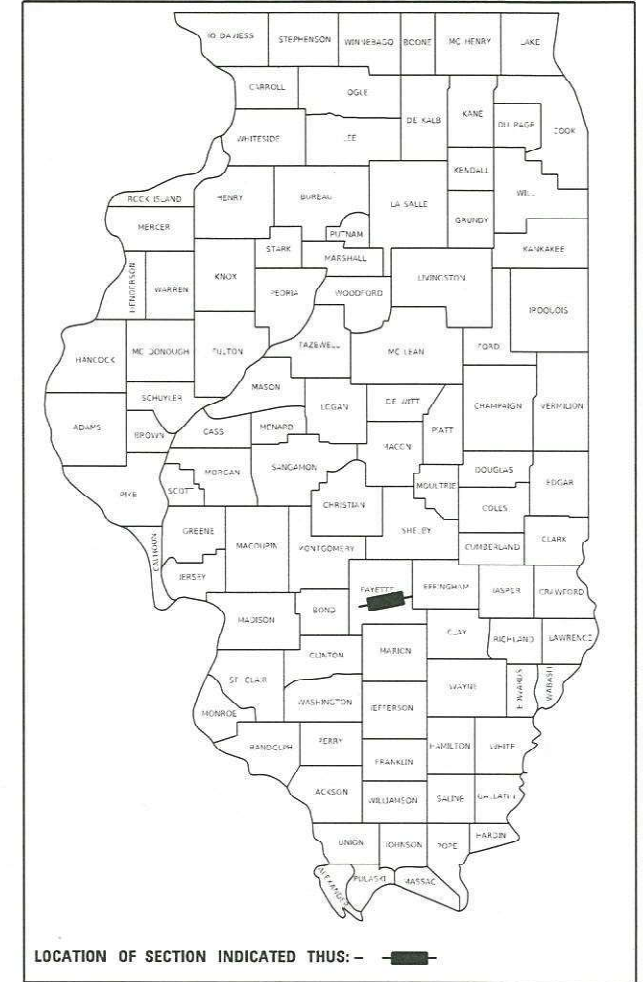 JO DAVIESS
STEPHENSON
WINNEBAGO
BOONE
MC HENRY
LAKE
CARROLL
OGLE
DE KALB
KANE
DU PAGE
COOK
WHITESIDE
LEE
KENDALL
WILL
ROCK ISLAND
HENRY
BUREAU
LA SALLE
GRUNDY
MERCER
PUTNAM
STARK
MARSHALL
KANKAKEE
HENDERSON
WARREN
KNOX
PEORIA
WOODFORD
LIVINGSTON
IROQUOIS
HANCOCK
MC DONOUGH
FULTON
TAZEWELL
MC LEAN
FORD
MASON
SCHUYLER
LOGAN
DE WITT
CHAMPAIGN
VERMILION
ADAMS
BROWN
CASS
MENARD
MACON
PIATT
MORGAN
SANGAMON
DOUGLAS
PIKE
SCOTT
CHRISTIAN
MOULTRIE
EDGAR
COLES
GREENE
MACOUPIN
MONTGOMERY
SHELBY
CUMBERLAND
CLARK
CALHOUN
JERSEY
FAYETTE
EFFINGHAM
JASPER
CRAWFORD
MADISON
BOND
CLAY
RICHLAND
LAWRENCE
MARION
CLINTON
ST CLAIR
WAYNE
EDWARDS
WABASH
WASHINGTON
JEFFERSON
MONROE
RANDOLPH
PERRY
HAMILTON
WHITE
FRANKLIN
JACKSON
WILLIAMSON
SALINE
GALLATIN
UNION
JOHNSON
POPE
HARDIN
ALEXANDER
PULASKI
MASSAC
LOCATION OF SECTION INDICATED THUS: –